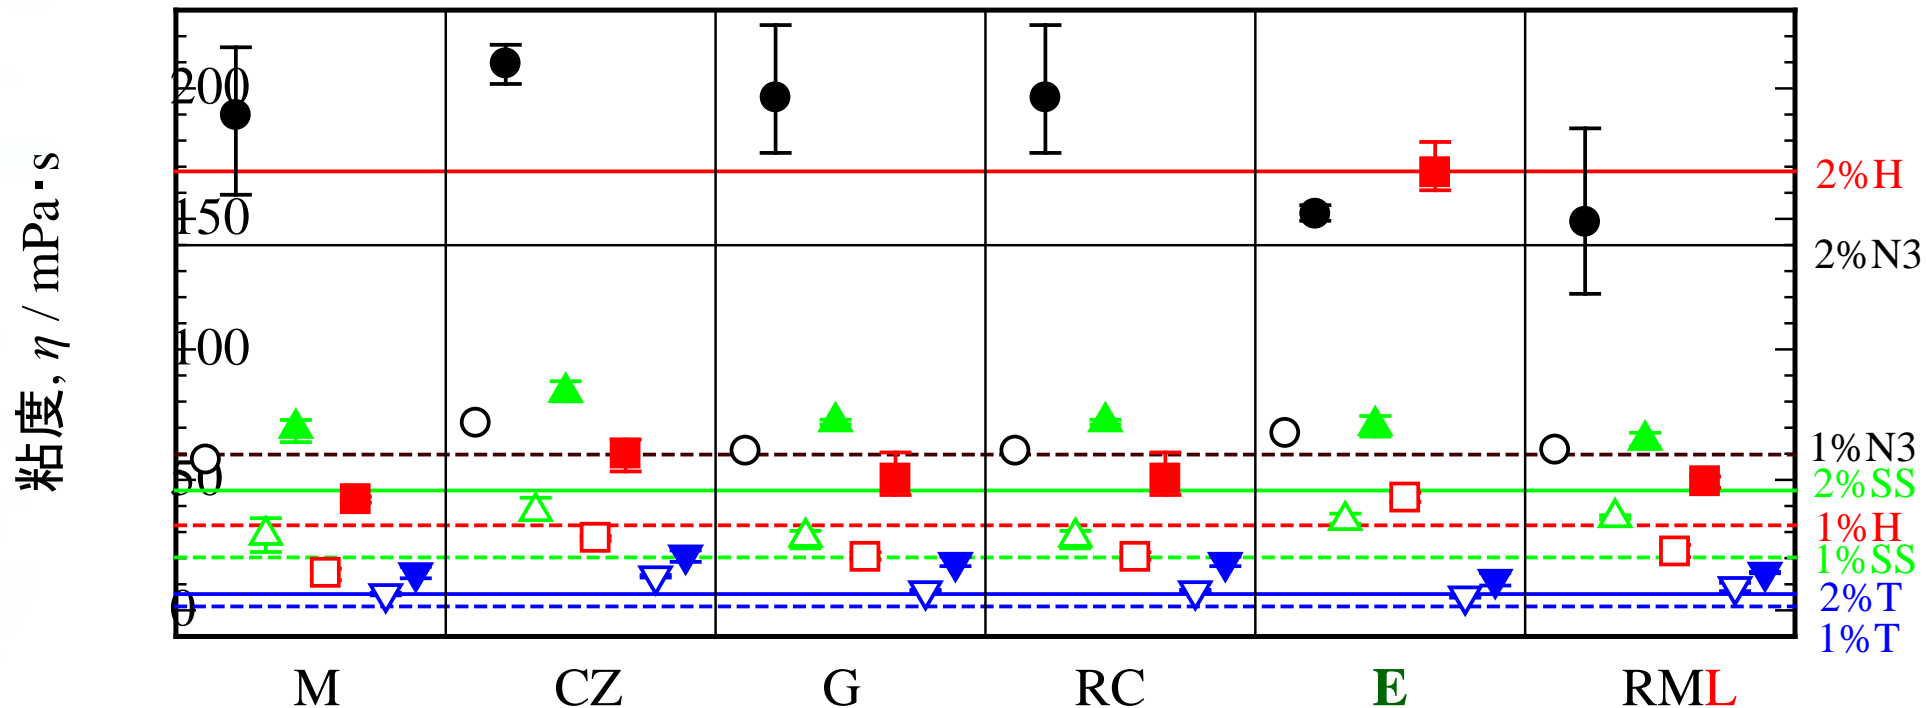 粘度, η / mPa·s
200
150
100
50
0
2%H
2%N3
1%N3
2%SS
1%H
1%SS
2%T
1%T
M
CZ
G
RC
E
RML